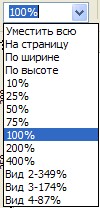 100%
Уместить всю
На страницу
По ширине
По высоте
10%
25%
50%
75%
100%
200%
400%
Вид 2-349%
Вид 3-174%
Вид 4-87%